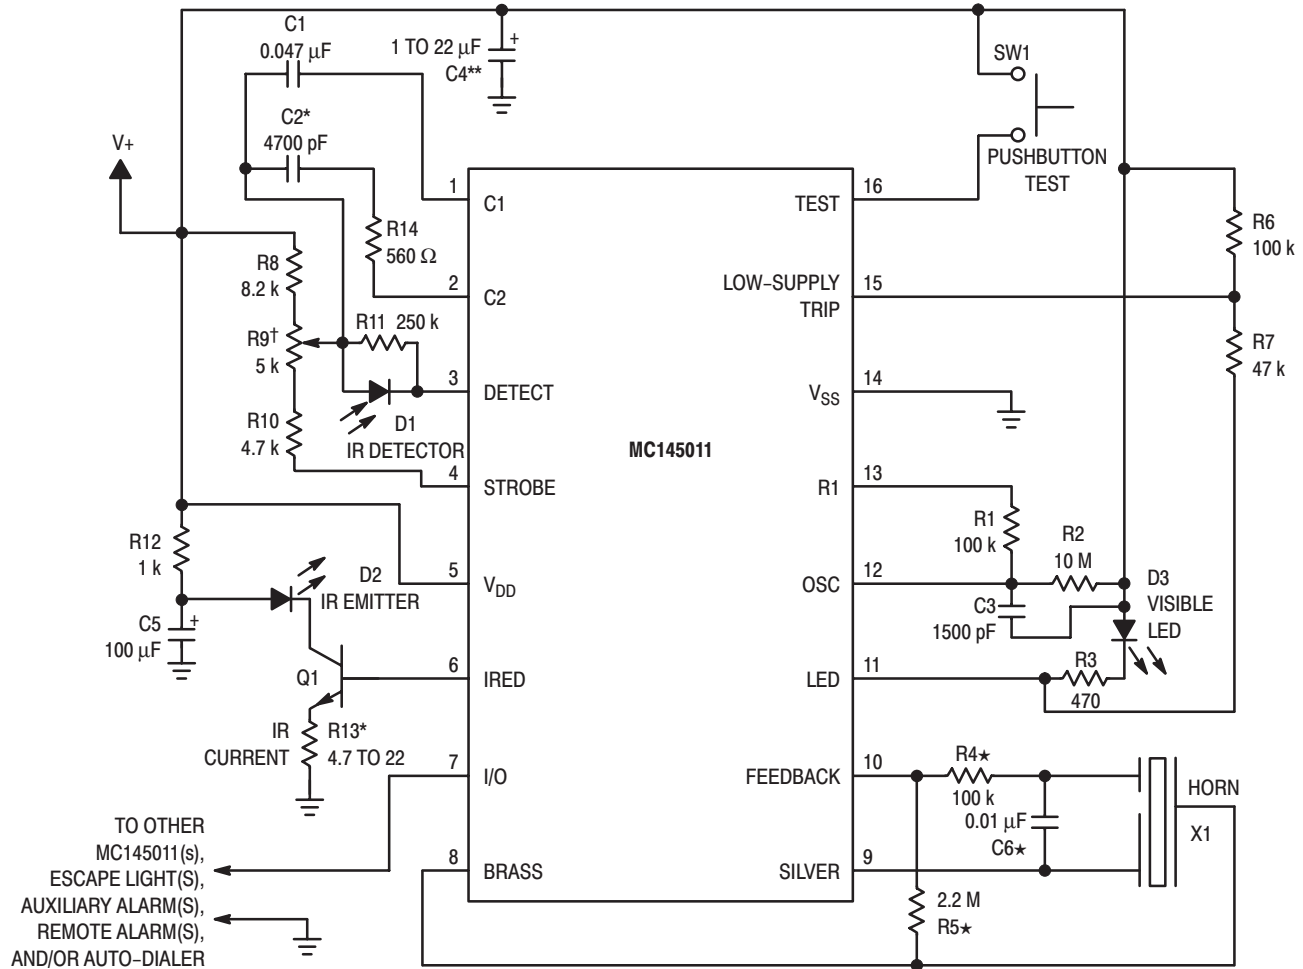 C1
0.047 μF
1 TO 22 μF
+
C4**
SW1
C2*
4700 pF
V+
PUSHBUTTON
TEST
1
C1
TEST
16
R14
560 Ω
R6
100 k
R8
8.2 k
2
C2
LOW–SUPPLY
TRIP
15
R11 250 k
R9†
5 k
R7
47 k
3
DETECT
VSS
14
D1
IR DETECTOR
R10
4.7 k
MC145011
4
STROBE
R1
13
R1
100 k
R2
10 M
R12
1 k
5
VDD
OSC
12
D2
IR EMITTER
D3
VISIBLE
LED
C3
1500 pF
C5
100 μF
+
Q1
6
IRED
LED
11
R3
470
IR
CURRENT
R13*
4.7 TO 22
7
I/O
FEEDBACK
10
R4★
100 k
HORN
X1
0.01 μF
C6★
8
BRASS
SILVER
9
2.2 M
R5★
TO OTHER
MC145011(s),
ESCAPE LIGHT(S),
AUXILIARY ALARM(S),
REMOTE ALARM(S),
AND/OR AUTO–DIALER